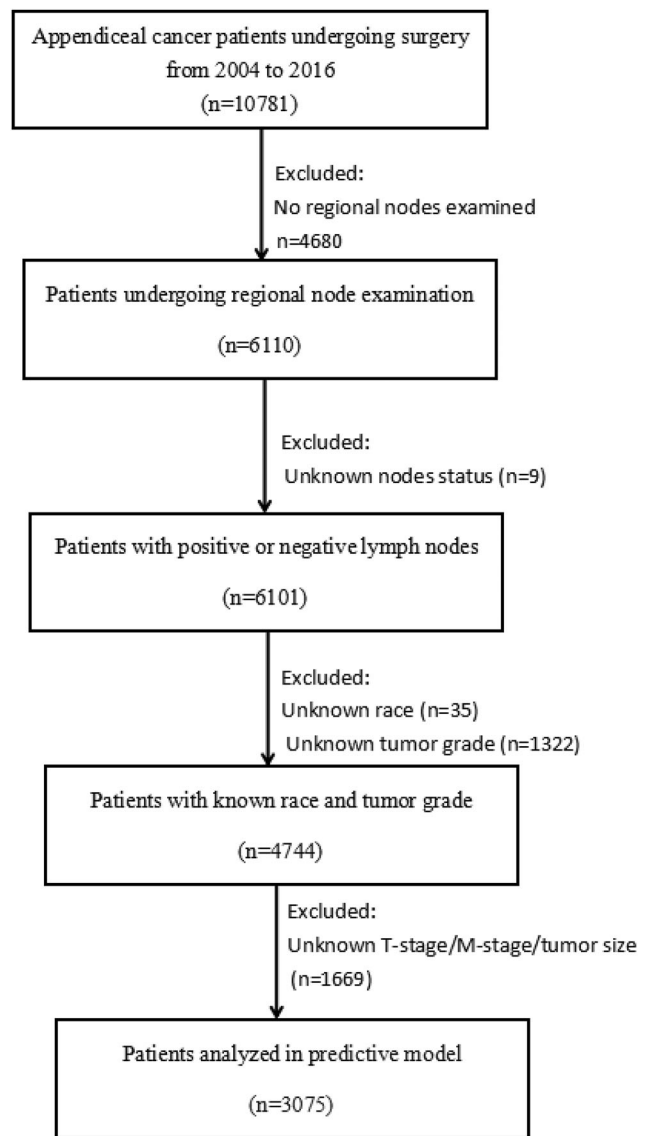 Appendiceal cancer patients undergoing surgery
from 2004 to 2016
(n=10781)
Excluded:
No regional nodes examined
n=4680
Patients undergoing regional node examination
(n=6110)
Excluded:
Unknown nodes status (n=9)
Patients with positive or negative lymph nodes
(n=6101)
Excluded:
Unknown race (n=35)
Unknown tumor grade (n=1322)
Patients with known race and tumor grade
(n=4744)
Excluded:
Unknown T-stage/M-stage/tumor size
(n=1669)
Patients analyzed in predictive model
(n=3075)